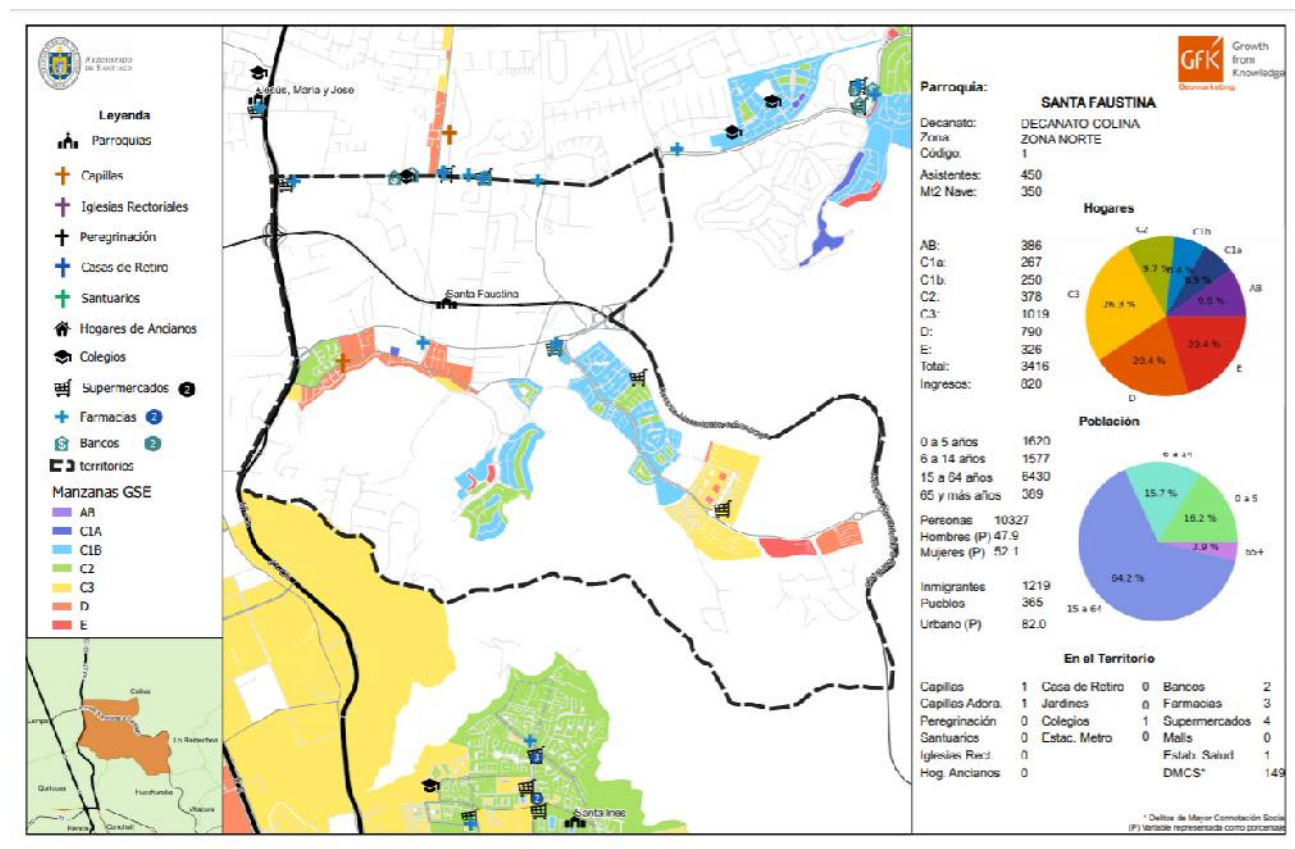 ARZOBISPADO
DE SANTIAGO
Leyenda
Parroquias
Capillas
Iglesias Rectoriales
Peregrinación
Casas de Retiro
Santuarios
Hogares de Ancianos
Colegios
Supermercados 2
Farmacias 2
Bancos 2
territorios
Manzanas GSE
AB
C1A
C1B
C2
C3
D
E
Colina
Lampa
Lo Barnechea
Quilicura
Huechuraba
Vitacura
Renca
Conchalí
Jesús, Maria y Jose
Santa Faustina
Santa Ines
3
2
GfK
Growth
from
Knowledge
Geomarketing
Parroquia:
SANTA FAUSTINA
Decanato: DECANATO COLINA
Zona: ZONA NORTE
Código: 1
Asistentes: 450
Mt2 Nave: 350
Hogares
AB: 386
C1a: 267
C1b: 250
C2: 378
C3: 1019
D: 790
E: 326
Total: 3416
Ingresos: 820
C2
C1b
C1a
AB
E
D
C3
9.7 %
26.3 %
20.4 %
20.4 %
Población
0 a 5 años 1620
6 a 14 años 1577
15 a 64 años 6430
65 y más años 389
Personas 10327
Hombres (P) 47.9
Mujeres (P) 52.1
Inmigrantes 1219
Pueblos 365
Urbano (P) 82.0
0 a 5
65+
15 a 64
15.7 %
16.2 %
3.9 %
64.2 %
En el Territorio
Capillas 1 Casa de Retiro 0 Bancos 2
Capillas Adora. 1 Jardines 0 Farmacias 3
Peregrinación 0 Colegios 1 Supermercados 4
Santuarios 0 Estac. Metro 0 Malls 0
Iglesias Rect. 0 Estab. Salud 1
Hog. Ancianos 0 DMCS* 149
* Delitos de Mayor Connotación Social
(P) Variable representada como porcentaje